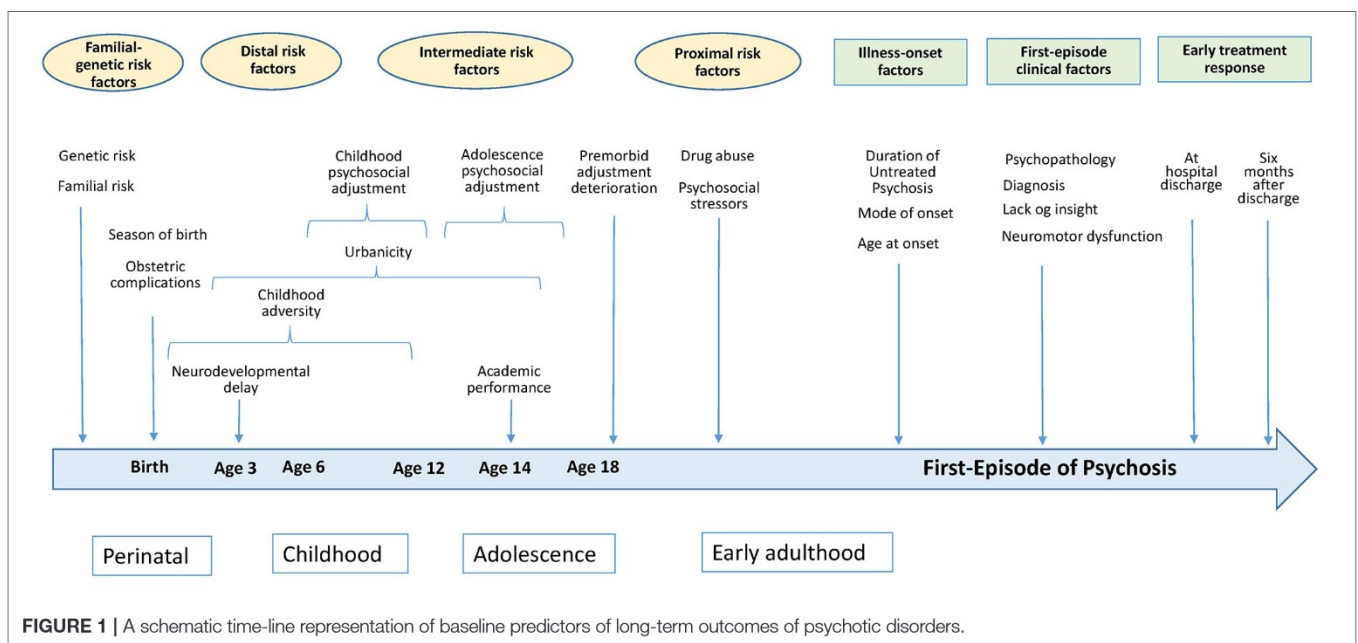 Familial-
genetic risk
factors
Distal risk
factors
Intermediate risk
factors
Proximal risk
factors
Illness-onset
factors
First-episode
clinical factors
Early treatment
response
Genetic risk
Familial risk
Season of birth
Obstetric
complications
Neurodevelopmental
delay
Childhood
adversity
Urbanicity
Childhood
psychosocial
adjustment
Adolescence
psychosocial
adjustment
Academic
performance
Premorbid
adjustment
deterioration
Drug abuse
Psychosocial
stressors
Duration of
Untreated
Psychosis
Mode of onset
Age at onset
Psychopathology
Diagnosis
Lack og insight
Neuromotor dysfunction
At
hospital
discharge
Six
months
after
discharge
Birth
Age 3
Age 6
Age 12
Age 14
Age 18
First-Episode of Psychosis
Perinatal
Childhood
Adolescence
Early adulthood
FIGURE 1 | A schematic time-line representation of baseline predictors of long-term outcomes of psychotic disorders.